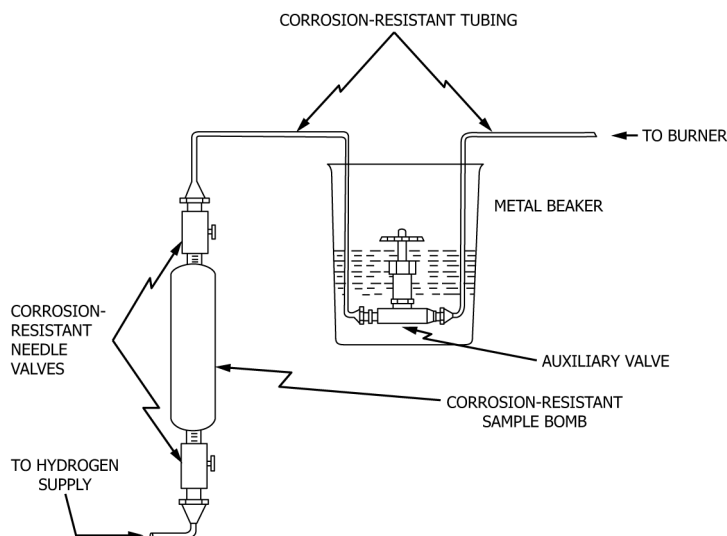 CORROSION-RESISTANT TUBING
TO BURNER
METAL BEAKER
CORROSION-
RESISTANT
NEEDLE
VALVES
AUXILIARY VALVE
CORROSION-RESISTANT
SAMPLE BOMB
TO HYDROGEN
SUPPLY